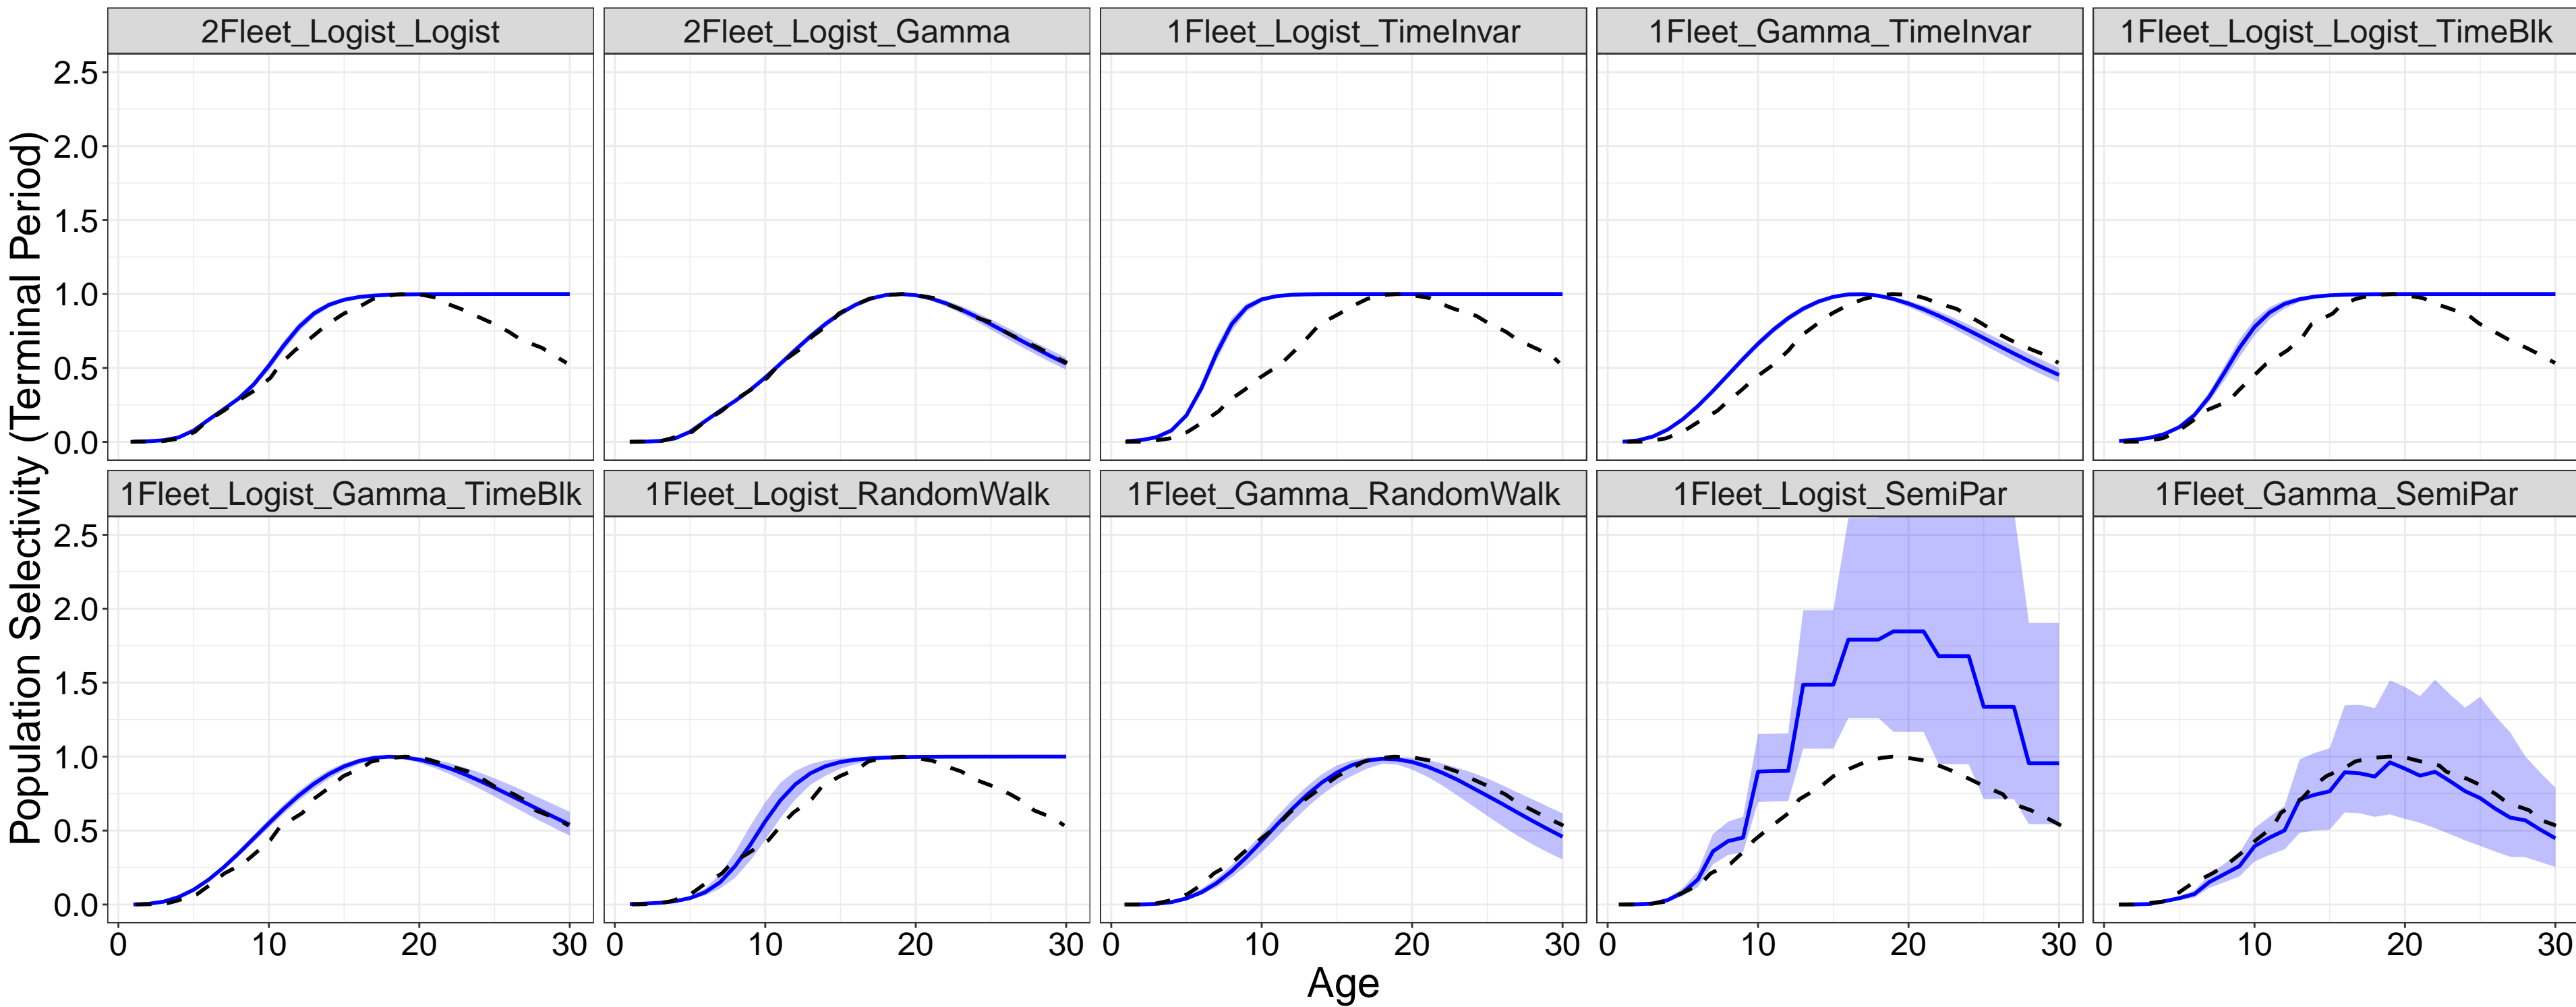 2Fleet_Logist_Logist
2Fleet_Logist_Gamma
1Fleet_Logist_TimeInvar
1Fleet_Gamma_TimeInvar
1Fleet_Logist_Logist_TimeBlk
2.5
2.0
1.5
1.0
0.5
0.0
Population Selectivity (Terminal Period)
1Fleet_Logist_Gamma_TimeBlk
1Fleet_Logist_RandomWalk
1Fleet_Gamma_RandomWalk
1Fleet_Logist_SemiPar
1Fleet_Gamma_SemiPar
2.5
2.0
1.5
1.0
0.5
0.0
0 10 20 30
0 10 20 30
0 10 20 30
0 10 20 30
0 10 20 30
Age